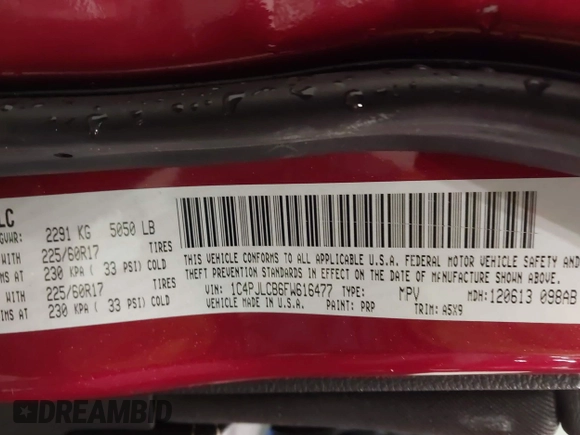 LC
GVWR: 2291 KG 5050 LB
WITH TIRES
225/60R17
RIMS AT COLD
230 KPA ( 33 PSI)
WITH TIRES
225/60R17
RIMS AT COLD
230 KPA ( 33 PSI)
THIS VEHICLE CONFORMS TO ALL APPLICABLE U.S.A. FEDERAL MOTOR VEHICLE SAFETY AND
THEFT PREVENTION STANDARDS IN EFFECT ON THE DATE OF MANUFACTURE SHOWN ABOVE.
VIN: 1C4PJLCB6FW616477 TYPE: MPV MDH: 120613 098AB
VEHICLE MADE IN U.S.A. PAINT: PRP TRIM: A5X9
DREAMBID